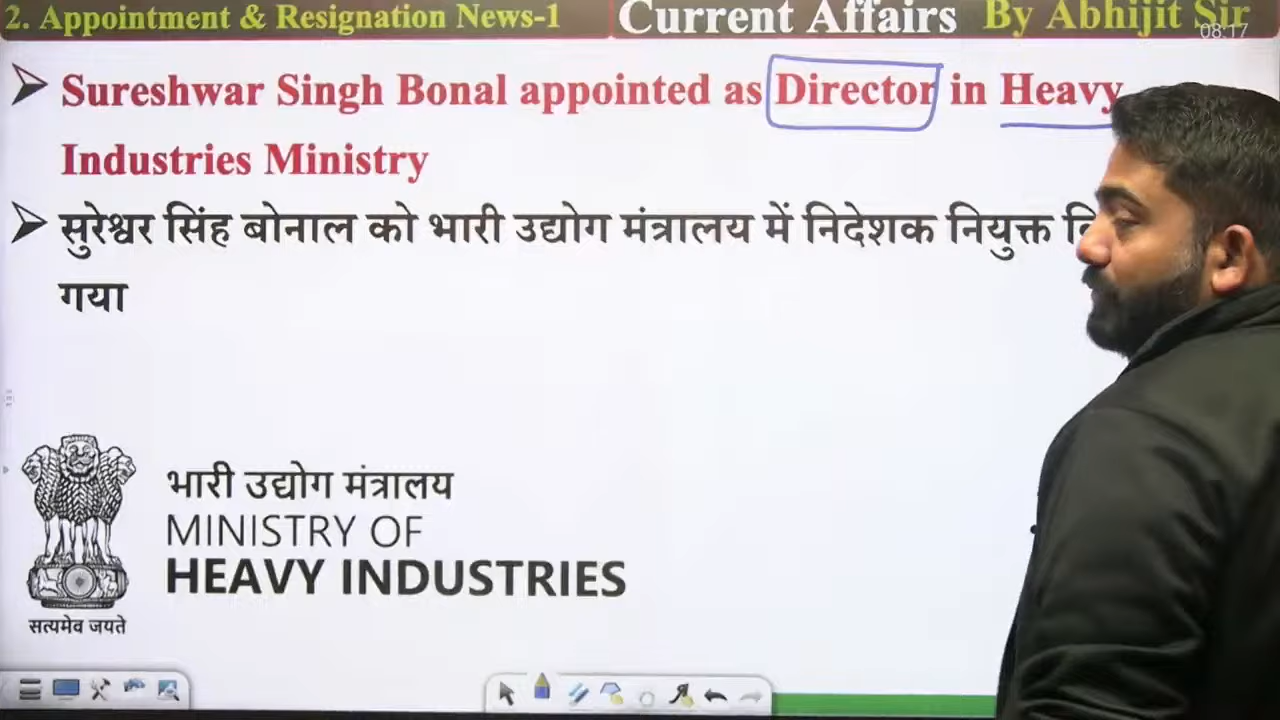 2. Appointment & Resignation News-1
Current Affairs By Abhijit Sir
08:17
Sureshwar Singh Bonal appointed as Director in Heavy
Industries Ministry
सुरेश्वर सिंह बोनाल को भारी उद्योग मंत्रालय में निदेशक नियुक्त
गया
भारी उद्योग मंत्रालय
MINISTRY OF
HEAVY INDUSTRIES
सत्यमेव जयते